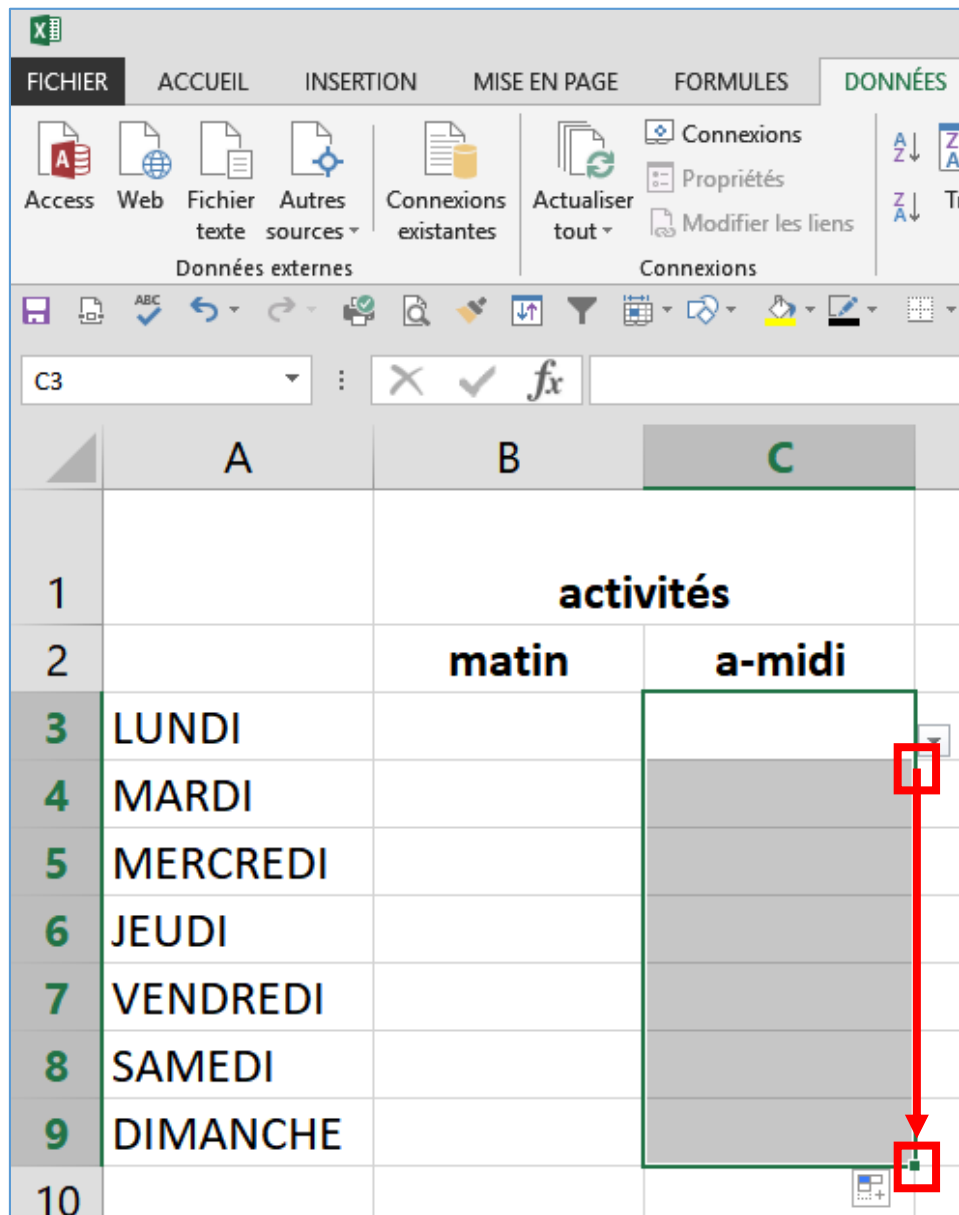 FICHIER ACCUEIL INSERTION MISE EN PAGE FORMULES DONNÉES
Access Web Fichier texte Autres sources Connexions existantes Actualiser tout Connexions Propriétés Modifier les liens
Données externes Connexions
ABC
C3 fx
A B C
1 activités
2 matin a-midi
3 LUNDI
4 MARDI
5 MERCREDI
6 JEUDI
7 VENDREDI
8 SAMEDI
9 DIMANCHE
10